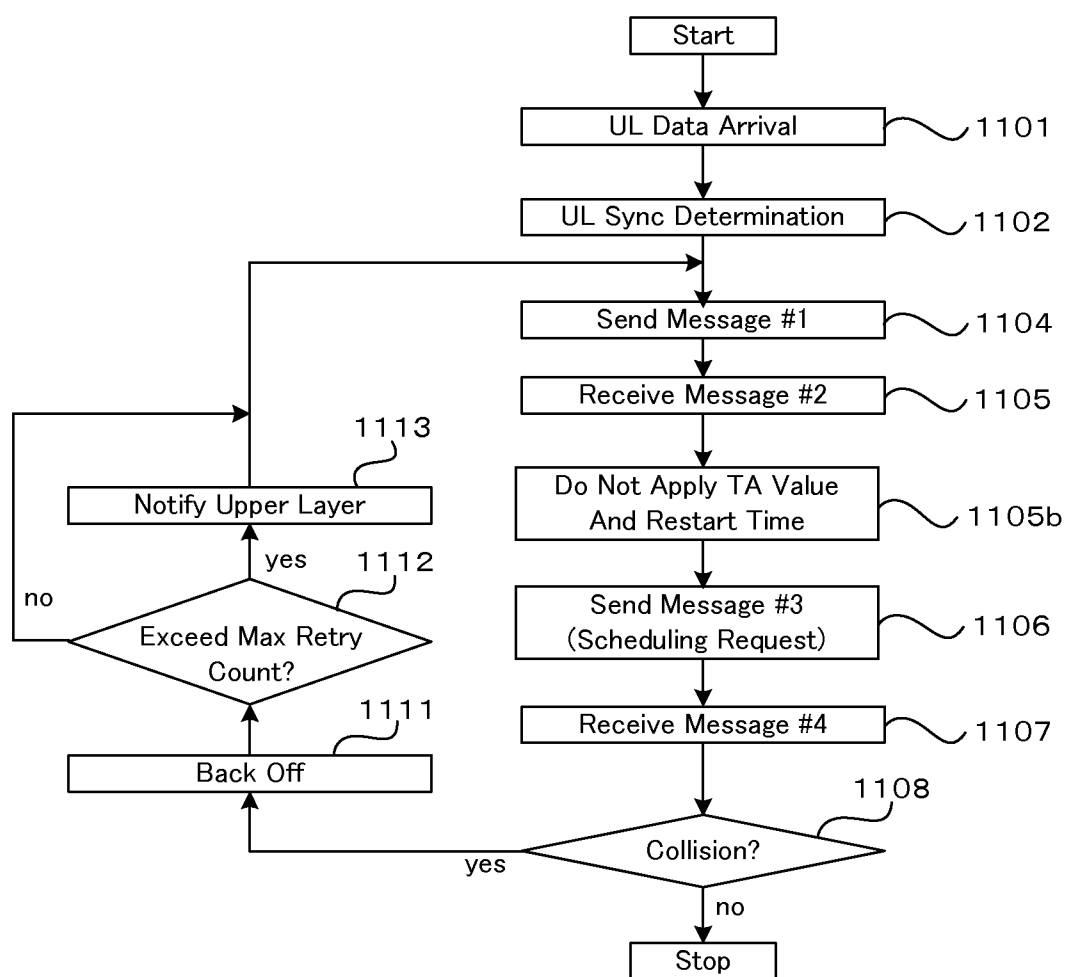 Start
UL Data Arrival
1101
UL Sync Determination
1102
Send Message #1
1104
Receive Message #2
1105
Do Not Apply TA Value
And Restart Time
1105b
Send Message #3
(Scheduling Request)
1106
Receive Message #4
1107
Collision?
1108
yes
no
Stop
Back Off
1111
Exceed Max Retry
Count?
1112
no
yes
Notify Upper Layer
1113